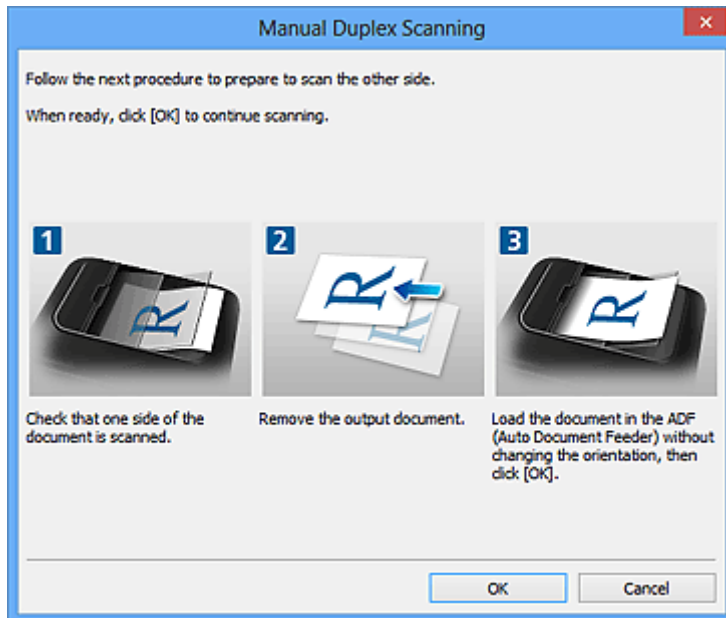 Manual Duplex Scanning
Follow the next procedure to prepare to scan the other side.
When ready, click [OK] to continue scanning.
1
R
2
R
R
3
R
Check that one side of the
document is scanned.
Remove the output document.
Load the document in the ADF
(Auto Document Feeder) without
changing the orientation, then
click [OK].
OK
Cancel